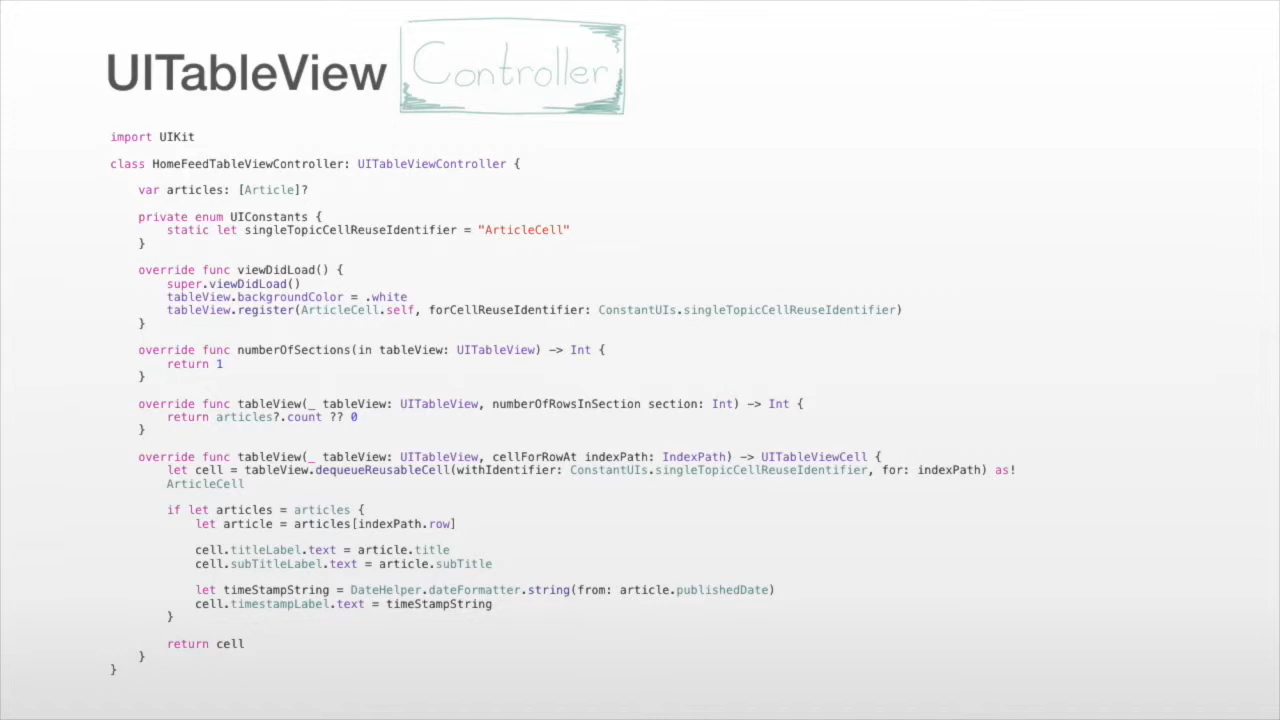 UITableView Controller
import UIKit
class HomeFeedTableViewController: UITableViewController {
var articles: [Article]?
private enum UIConstants {
static let singleTopicCellReuseIdentifier = "ArticleCell"
}
override func viewDidLoad() {
super.viewDidLoad()
tableView.backgroundColor = .white
tableView.register(ArticleCell.self, forCellReuseIdentifier: ConstantUIs.singleTopicCellReuseIdentifier)
}
override func numberOfSections(in tableView: UITableView) -> Int {
return 1
}
override func tableView(_ tableView: UITableView, numberOfRowsInSection section: Int) -> Int {
return articles?.count ?? 0
}
override func tableView(_ tableView: UITableView, cellForRowAt indexPath: IndexPath) -> UITableViewCell {
let cell = tableView.dequeueReusableCell(withIdentifier: ConstantUIs.singleTopicCellReuseIdentifier, for: indexPath) as!
ArticleCell
if let articles = articles {
let article = articles[indexPath.row]
cell.titleLabel.text = article.title
cell.subTitleLabel.text = article.subTitle
let timeStampString = DateHelper.dateFormatter.string(from: article.publishedDate)
cell.timestampLabel.text = timeStampString
}
return cell
}
}